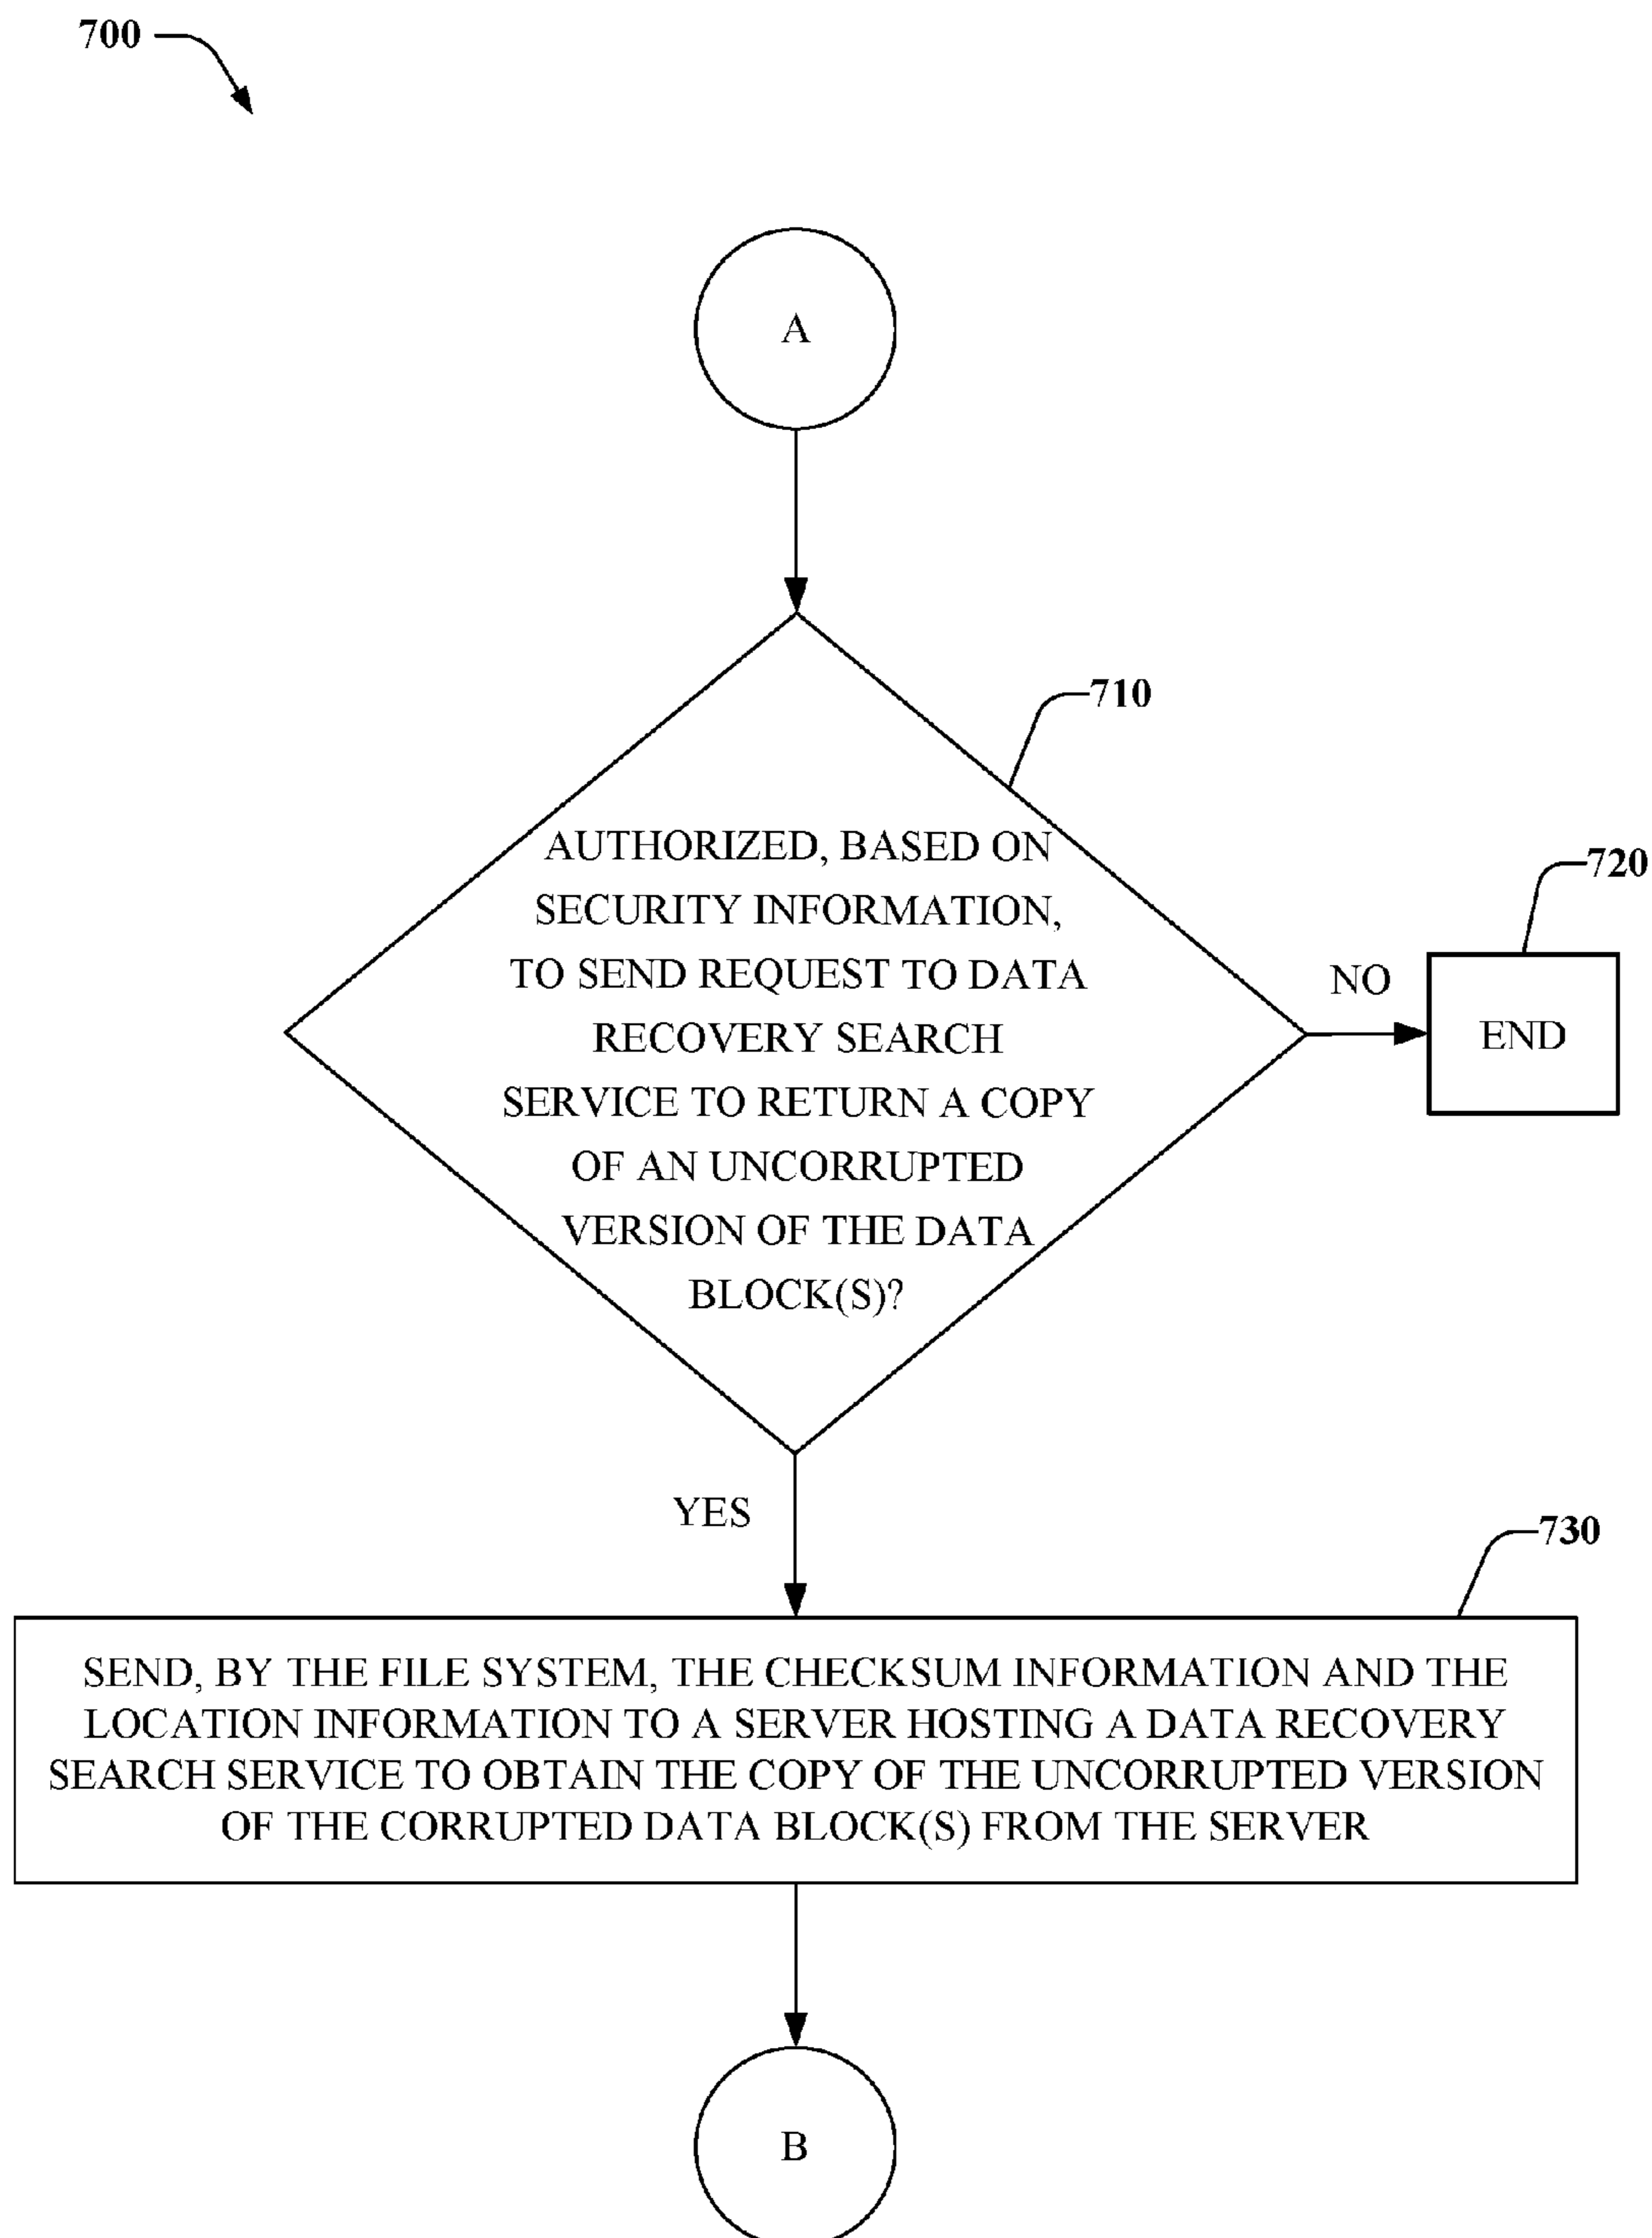 700
A
710
AUTHORIZED, BASED ON
SECURITY INFORMATION,
TO SEND REQUEST TO DATA
RECOVERY SEARCH
SERVICE TO RETURN A COPY
OF AN UNCORRUPTED
VERSION OF THE DATA
BLOCK(S)?
720
NO
END
YES
730
SEND, BY THE FILE SYSTEM, THE CHECKSUM INFORMATION AND THE
LOCATION INFORMATION TO A SERVER HOSTING A DATA RECOVERY
SEARCH SERVICE TO OBTAIN THE COPY OF THE UNCORRUPTED VERSION
OF THE CORRUPTED DATA BLOCK(S) FROM THE SERVER
B